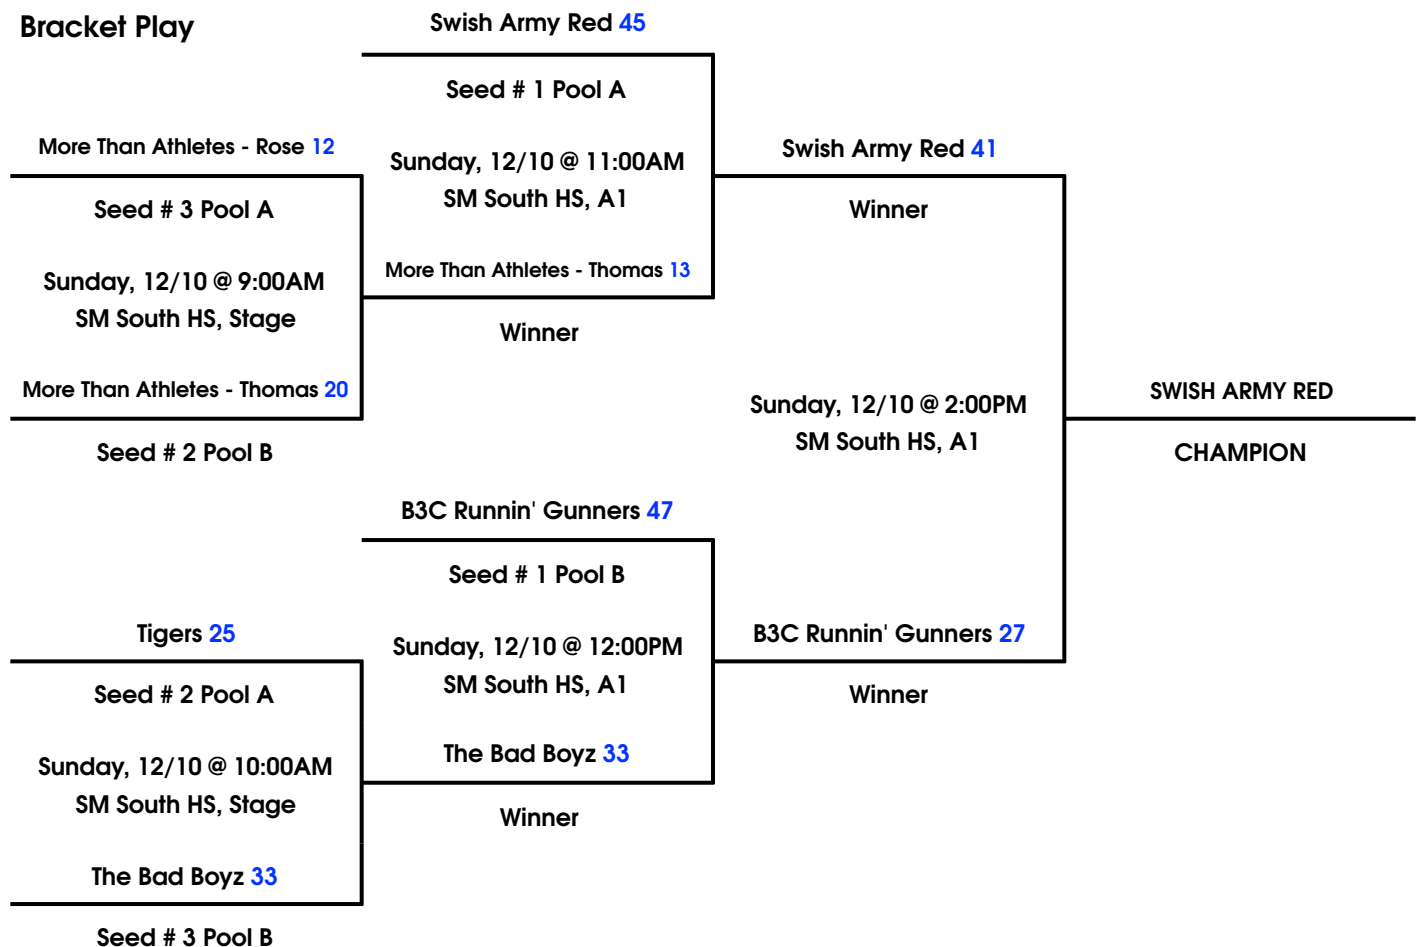 Bracket Play
Swish Army Red 45
Seed # 1 Pool A
More Than Athletes - Rose 12
Sunday, 12/10 @ 11:00AM
SM South HS, A1
Swish Army Red 41
Seed # 3 Pool A
Winner
Sunday, 12/10 @ 9:00AM
SM South HS, Stage
More Than Athletes - Thomas 13
Winner
More Than Athletes - Thomas 20
Seed # 2 Pool B
Sunday, 12/10 @ 2:00PM
SM South HS, A1
SWISH ARMY RED
CHAMPION
B3C Runnin' Gunners 47
Seed # 1 Pool B
Tigers 25
Sunday, 12/10 @ 12:00PM
SM South HS, A1
B3C Runnin' Gunners 27
Seed # 2 Pool A
Winner
Sunday, 12/10 @ 10:00AM
SM South HS, Stage
The Bad Boyz 33
Winner
The Bad Boyz 33
Seed # 3 Pool B